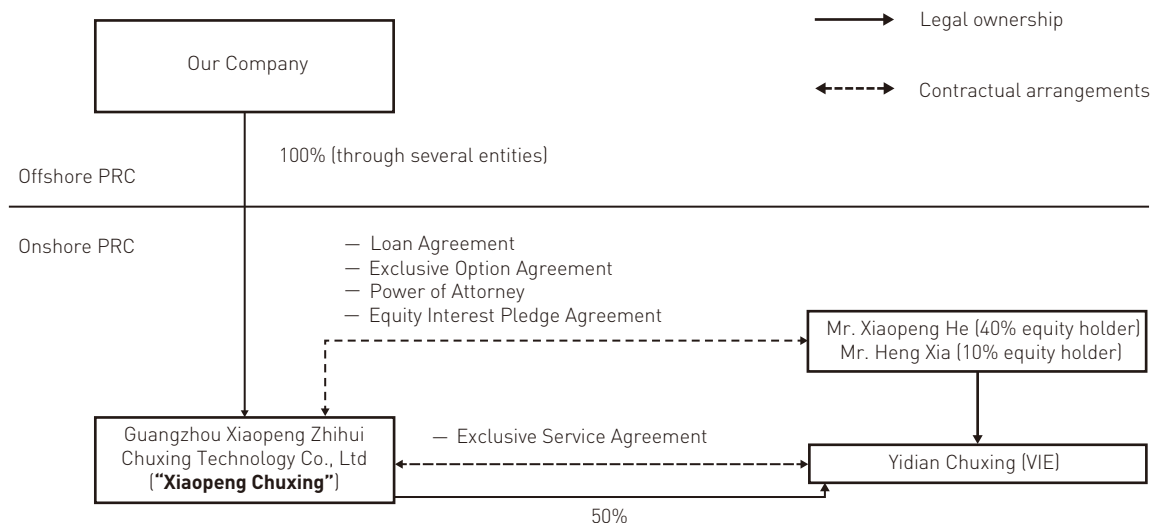 Our Company
Legal ownership
Contractual arrangements
100% (through several entities)
Offshore PRC
Onshore PRC
— Loan Agreement
— Exclusive Option Agreement
— Power of Attorney
— Equity Interest Pledge Agreement
Mr. Xiaopeng He (40% equity holder)
Mr. Heng Xia (10% equity holder)
Guangzhou Xiaopeng Zhihui
Chuxing Technology Co., Ltd
(“Xiaopeng Chuxing”)
— Exclusive Service Agreement
Yidian Chuxing (VIE)
50%